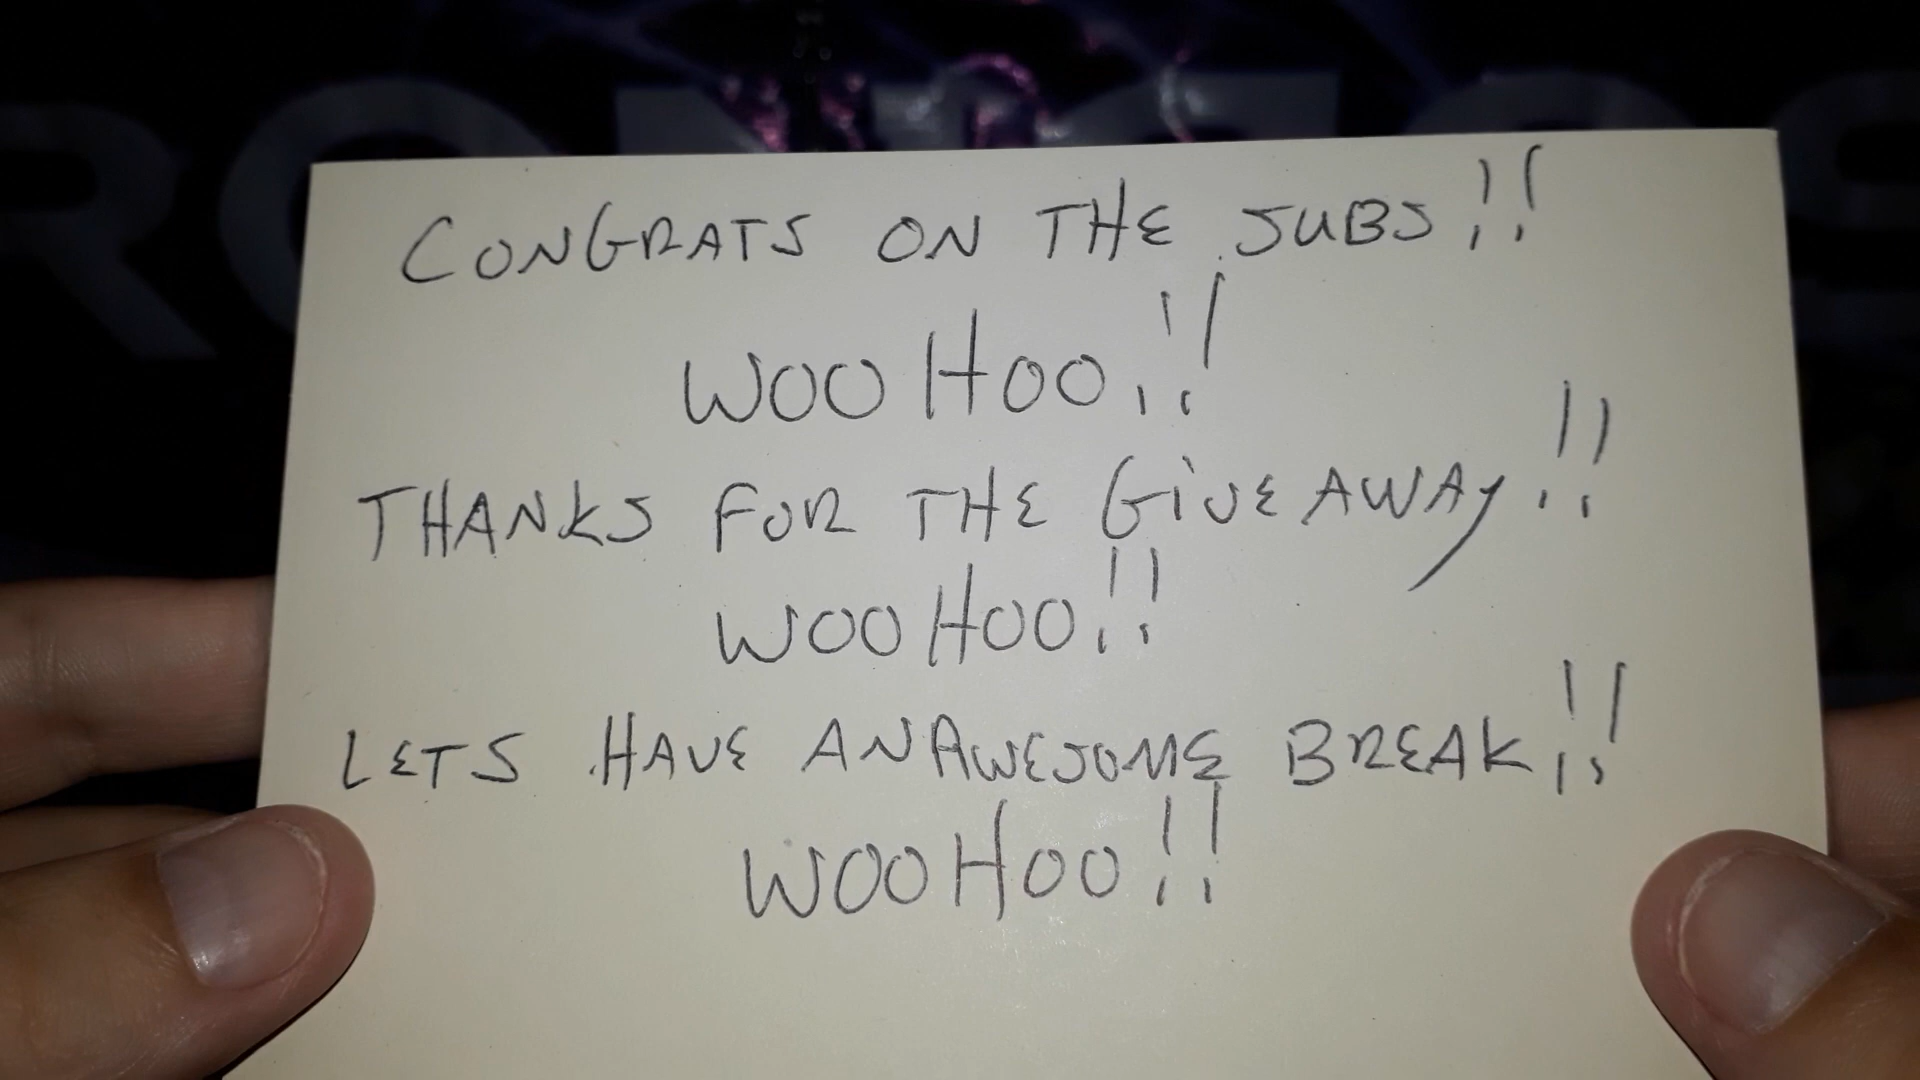 CONGRATS ON THE SUBS!!
WOO HOO!!
THANKS FOR THE GIVEAWAY!!
WOO HOO!!
LETS HAVE AN AWESOME BREAK!!
WOO HOO!!